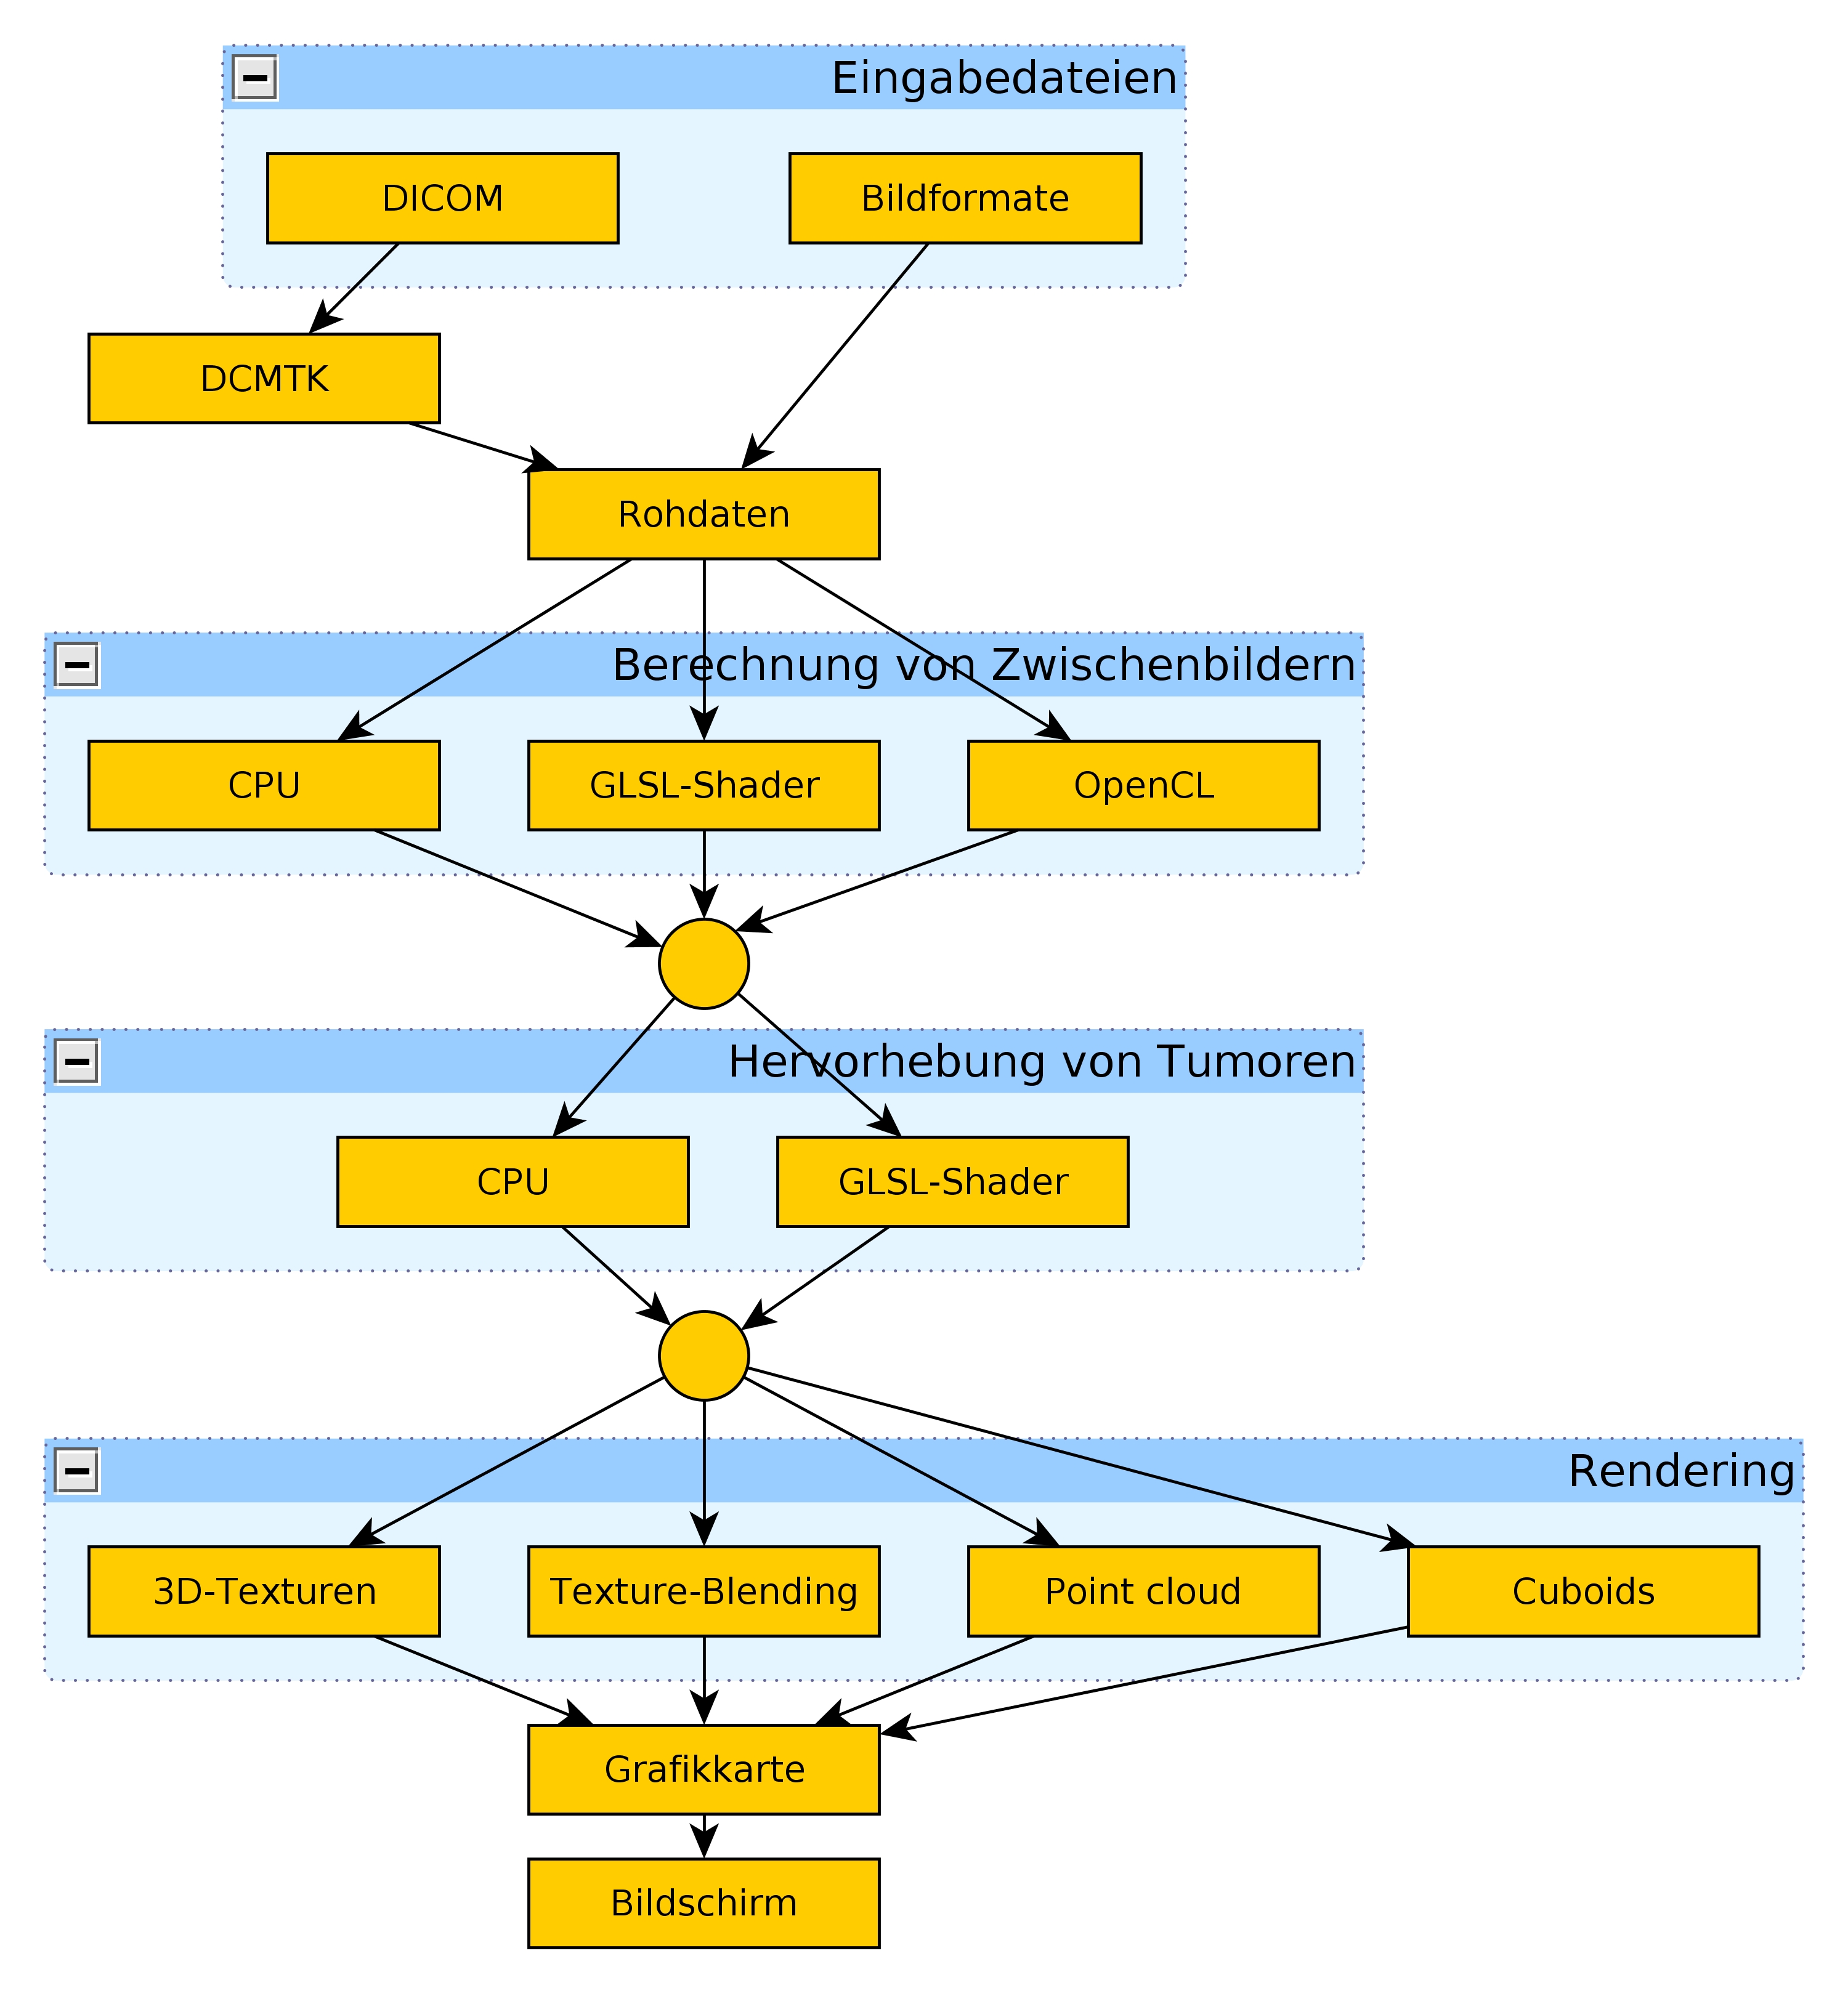 Eingabedateien
DICOM
Bildformate
DCMTK
Rohdaten
Berechnung von Zwischenbildern
CPU
GLSL-Shader
OpenCL
Hervorhebung von Tumoren
CPU
GLSL-Shader
Rendering
3D-Texturen
Texture-Blending
Point cloud
Cuboids
Grafikkarte
Bildschirm